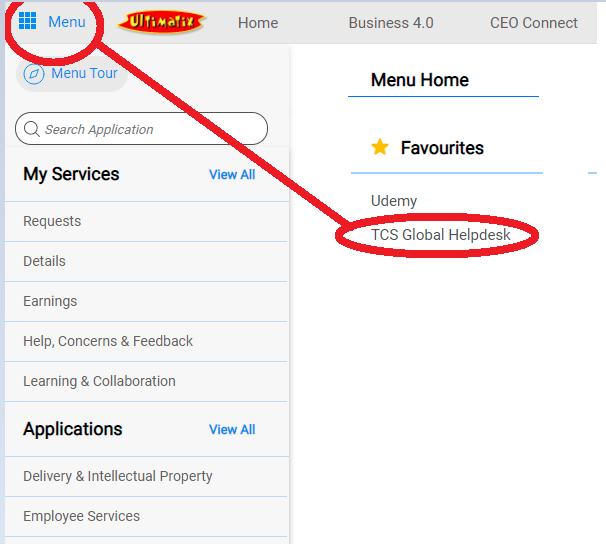 Menu
Ultimatix
Home
Business 4.0
CEO Connect
Menu Tour
Search Application
My Services
View All
Requests
Details
Earnings
Help, Concerns & Feedback
Learning & Collaboration
Applications
View All
Delivery & Intellectual Property
Employee Services
Menu Home
Favourites
Udemy
TCS Global Helpdesk